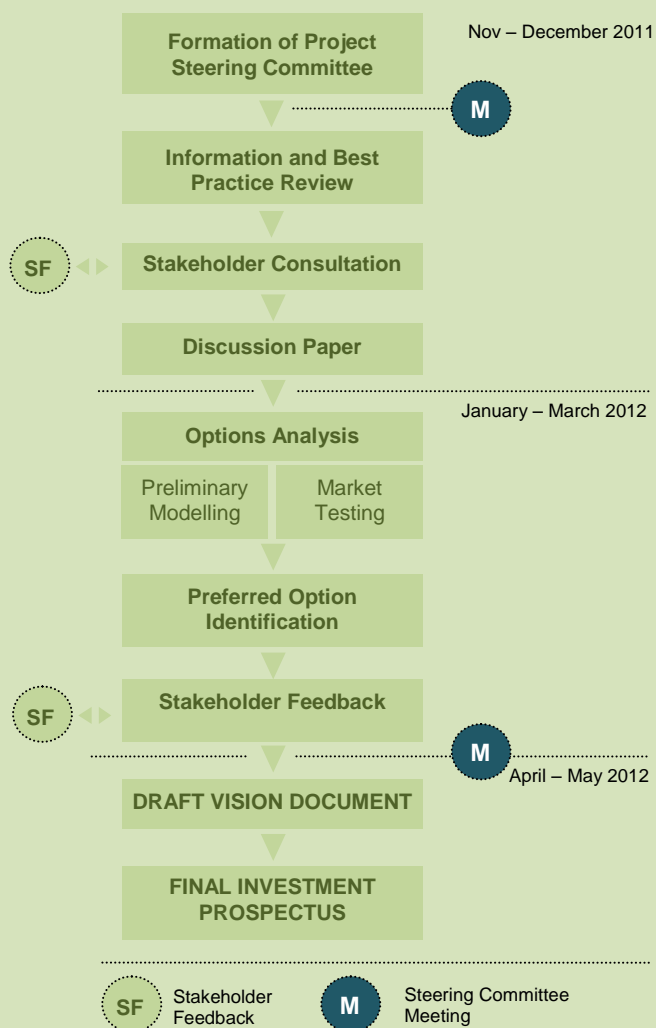 Formation of Project
Steering Committee
Nov – December 2011
M
Information and Best
Practice Review
SF
Stakeholder Consultation
Discussion Paper
January – March 2012
Options Analysis
Preliminary
Modelling
Market
Testing
Preferred Option
Identification
SF
Stakeholder Feedback
M
April – May 2012
DRAFT VISION DOCUMENT
FINAL INVESTMENT
PROSPECTUS
SF
Stakeholder
Feedback
M
Steering Committee
Meeting